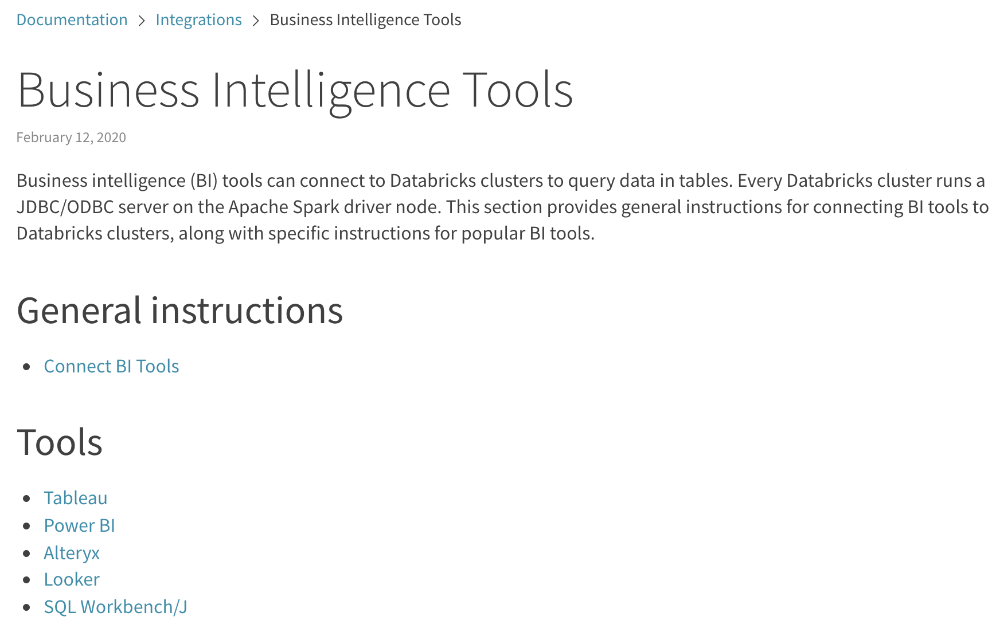 Documentation > Integrations > Business Intelligence Tools
Business Intelligence Tools
February 12, 2020
Business intelligence (BI) tools can connect to Databricks clusters to query data in tables. Every Databricks cluster runs a
JDBC/ODBC server on the Apache Spark driver node. This section provides general instructions for connecting BI tools to
Databricks clusters, along with specific instructions for popular BI tools.
General instructions
• Connect BI Tools
Tools
• Tableau
• Power BI
• Alteryx
• Looker
• SQL Workbench/J